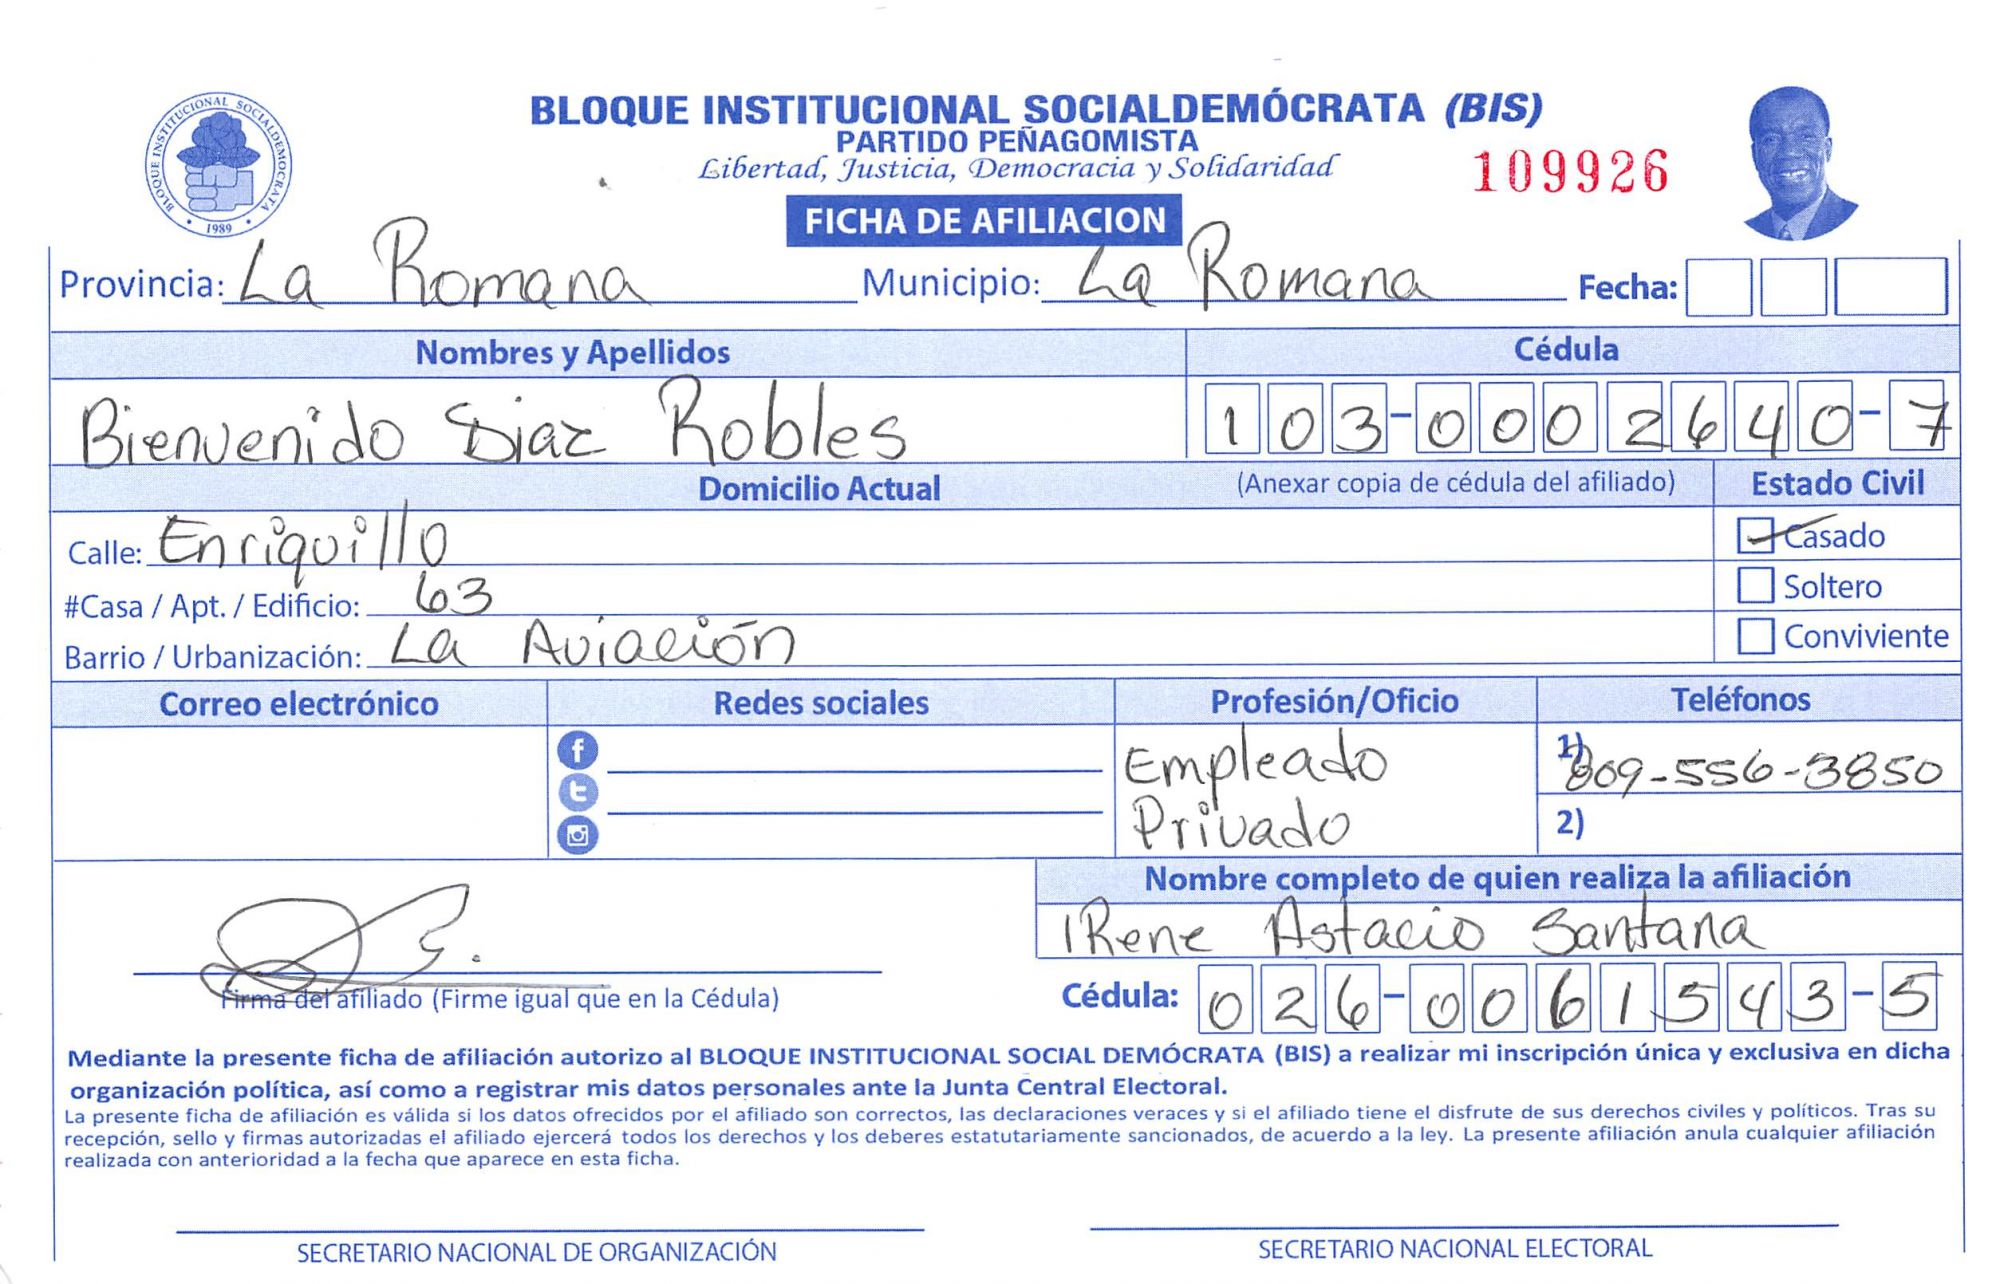 BLOQUE INSTITUCIONAL SOCIALDEMOCRATA
1989
BLOQUE INSTITUCIONAL SOCIALDEMÓCRATA (BIS)
PARTIDO PEÑAGOMISTA
Libertad, Justicia, Democracia y Solidaridad
109926
FICHA DE AFILIACION
Provincia: La Romana Municipio: La Romana Fecha:
Nombres y Apellidos Cédula
Bienvenido Diaz Robles 103-0002640-7
Domicilio Actual (Anexar copia de cédula del afiliado) Estado Civil
Calle: Enriquillo Casado
#Casa / Apt. / Edificio: 63 Soltero
Barrio / Urbanización: La Aviación Conviviente
Correo electrónico Redes sociales Profesión/Oficio Teléfonos
Empleado 1) 809-556-3850
Privado 2)
Nombre completo de quien realiza la afiliación
IRene Astacio Santana
Firma del afiliado (Firme igual que en la Cédula) Cédula: 026-0061543-5
Mediante la presente ficha de afiliación autorizo al BLOQUE INSTITUCIONAL SOCIAL DEMÓCRATA (BIS) a realizar mi inscripción única y exclusiva en dicha
organización política, así como a registrar mis datos personales ante la Junta Central Electoral.
La presente ficha de afiliación es válida si los datos ofrecidos por el afiliado son correctos, las declaraciones veraces y si el afiliado tiene el disfrute de sus derechos civiles y políticos. Tras su
recepción, sello y firmas autorizadas el afiliado ejercerá todos los derechos y los deberes estatutariamente sancionados, de acuerdo a la ley. La presente afiliación anula cualquier afiliación
realizada con anterioridad a la fecha que aparece en esta ficha.
SECRETARIO NACIONAL DE ORGANIZACIÓN SECRETARIO NACIONAL ELECTORAL